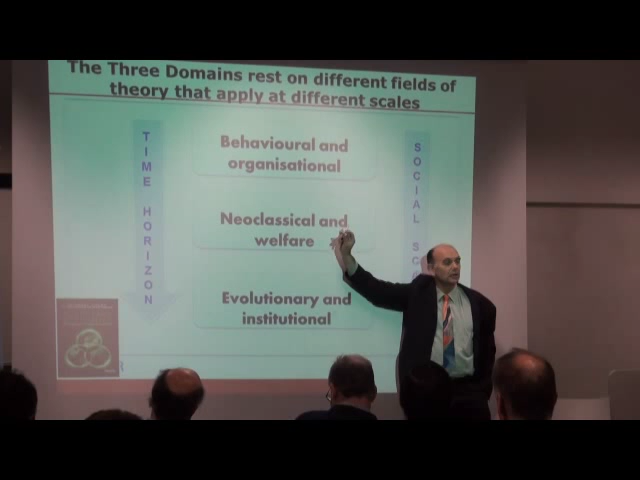 The Three Domains rest on different fields of
theory that apply at different scales
TIME HORIZON
Behavioural and
organisational
Neoclassical and
welfare
Evolutionary and
institutional
SOCIAL